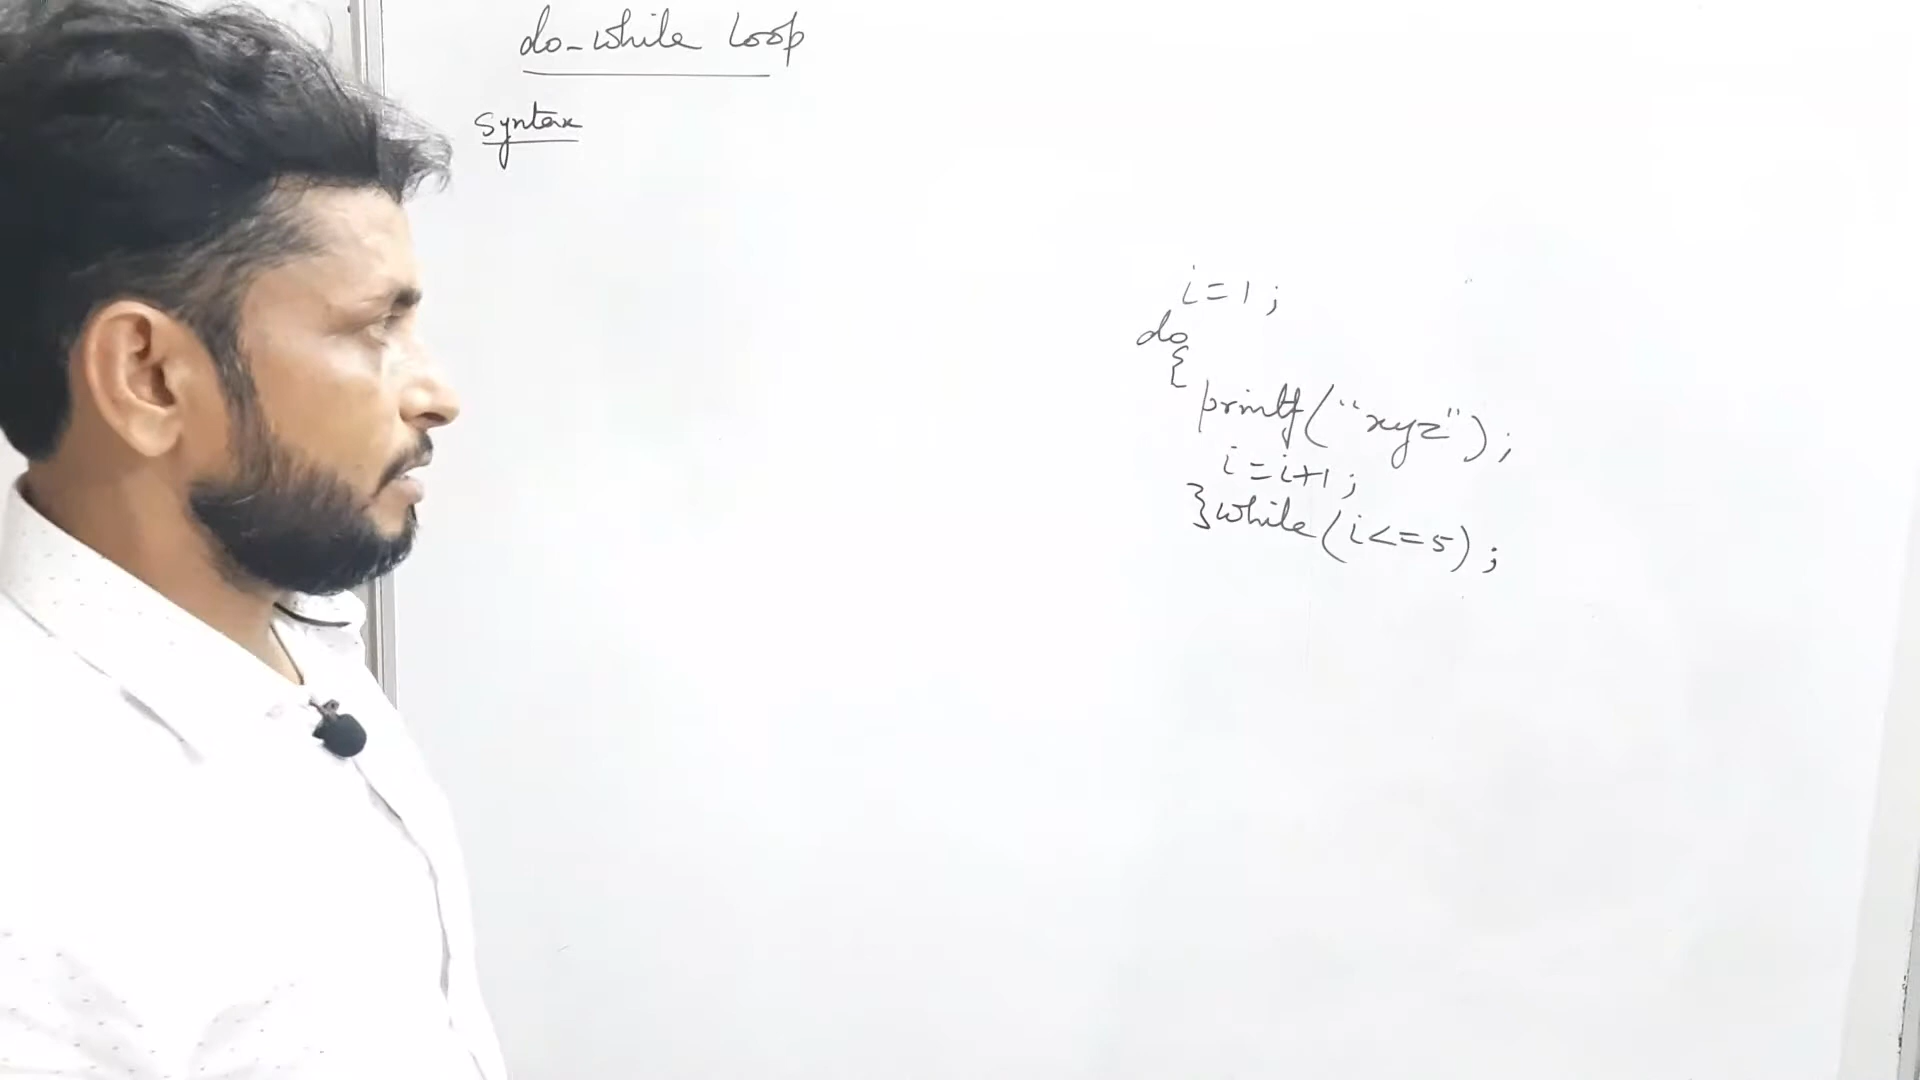 do-while loop
Syntax
i=1;
do
{
printf("xyz");
i=i+1;
}while(i<=5);